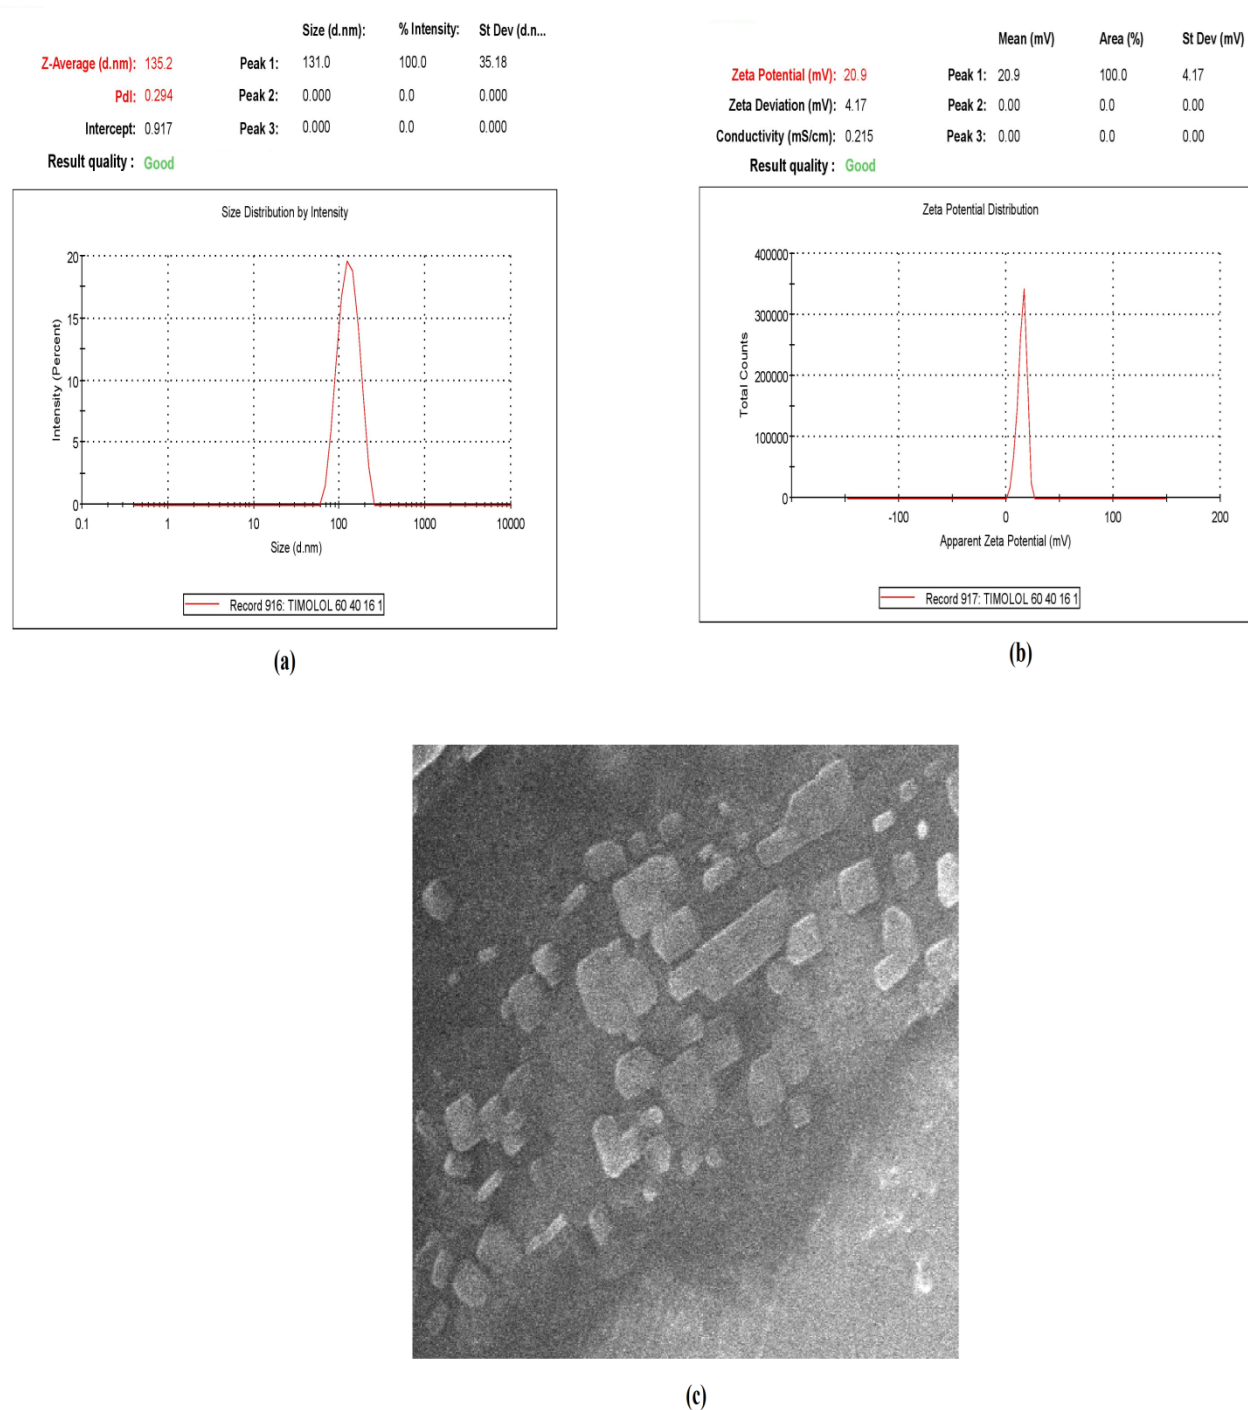 Size (d.nm): % Intensity: St Dev (d.n...
Z-Average (d.nm): 135.2 Peak 1: 131.0 100.0 35.18
PdI: 0.294 Peak 2: 0.000 0.0 0.000
Intercept: 0.917 Peak 3: 0.000 0.0 0.000
Result quality : Good
Size Distribution by Intensity
20
15
10
5
0
Intensity (Percent)
0.1 1 10 100 1000 10000
Size (d.nm)
Record 916: TIMOLOL 60 40 16 1
(a)
Mean (mV) Area (%) St Dev (mV)
Zeta Potential (mV): 20.9 Peak 1: 20.9 100.0 4.17
Zeta Deviation (mV): 4.17 Peak 2: 0.00 0.0 0.00
Conductivity (mS/cm): 0.215 Peak 3: 0.00 0.0 0.00
Result quality : Good
Zeta Potential Distribution
400000
300000
200000
100000
0
Total Counts
-100 0 100 200
Apparent Zeta Potential (mV)
Record 917: TIMOLOL 60 40 16 1
(b)
(c)